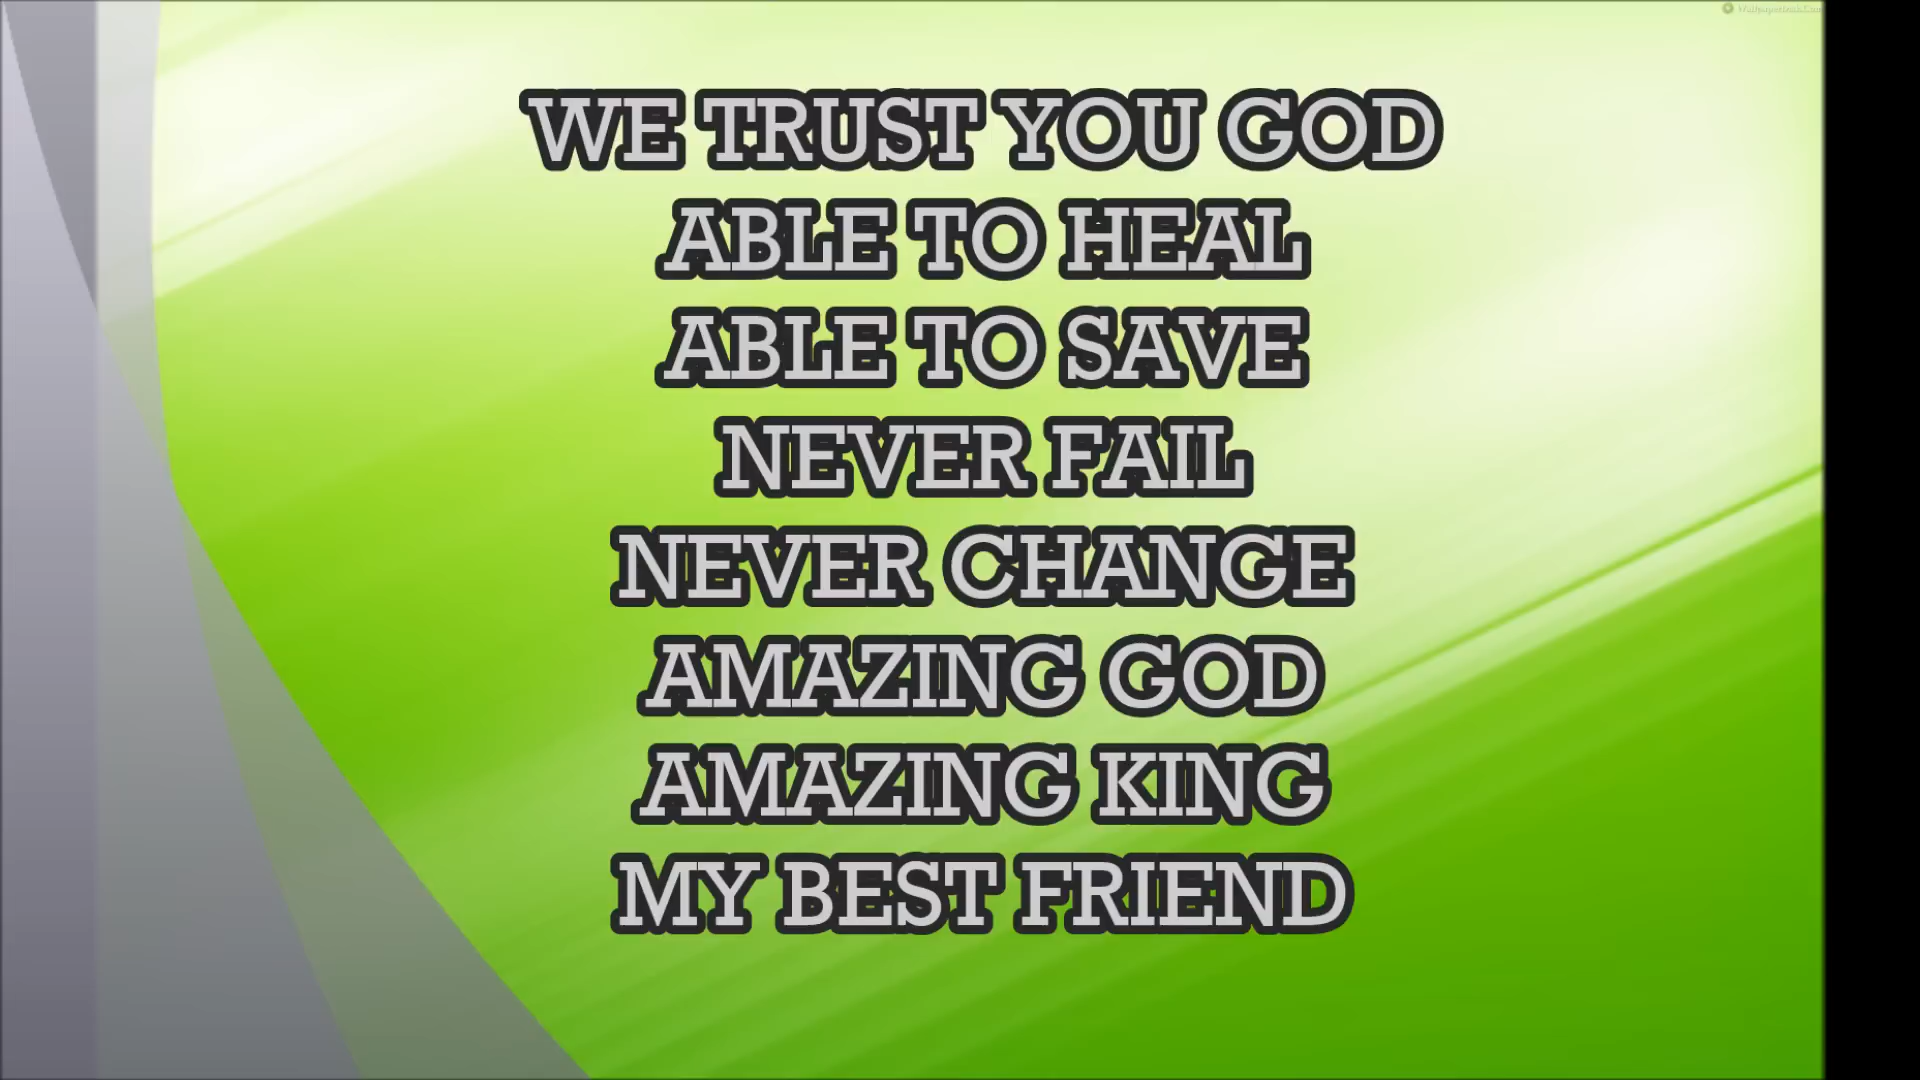 WE TRUST YOU GOD
ABLE TO HEAL
ABLE TO SAVE
NEVER FAIL
NEVER CHANGE
AMAZING GOD
AMAZING KING
MY BEST FRIEND